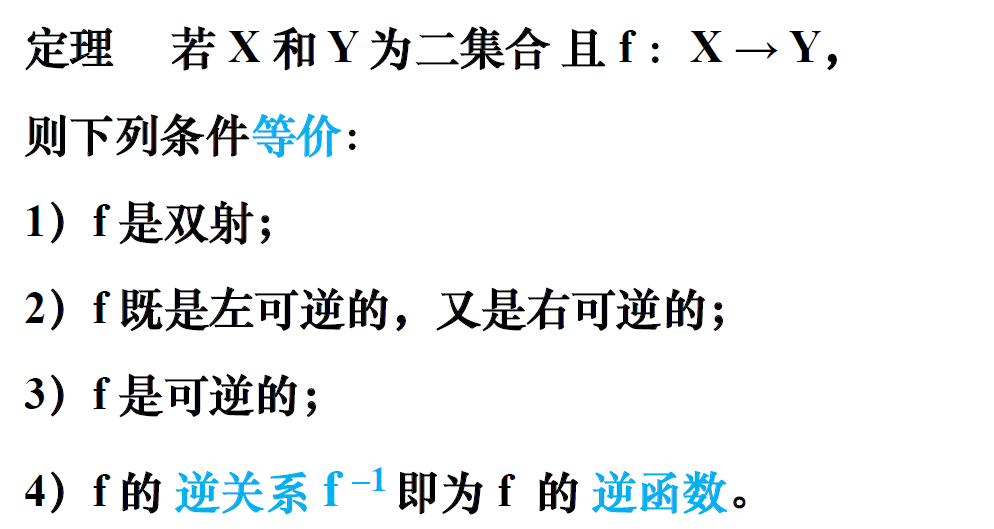 定理 若 X 和 Y 为二集合 且 f：X → Y，
则下列条件等价：
1）f 是双射；
2）f 既是左可逆的，又是右可逆的；
3）f 是可逆的；
4）f 的 逆关系 f ⁻¹ 即为 f 的 逆函数。